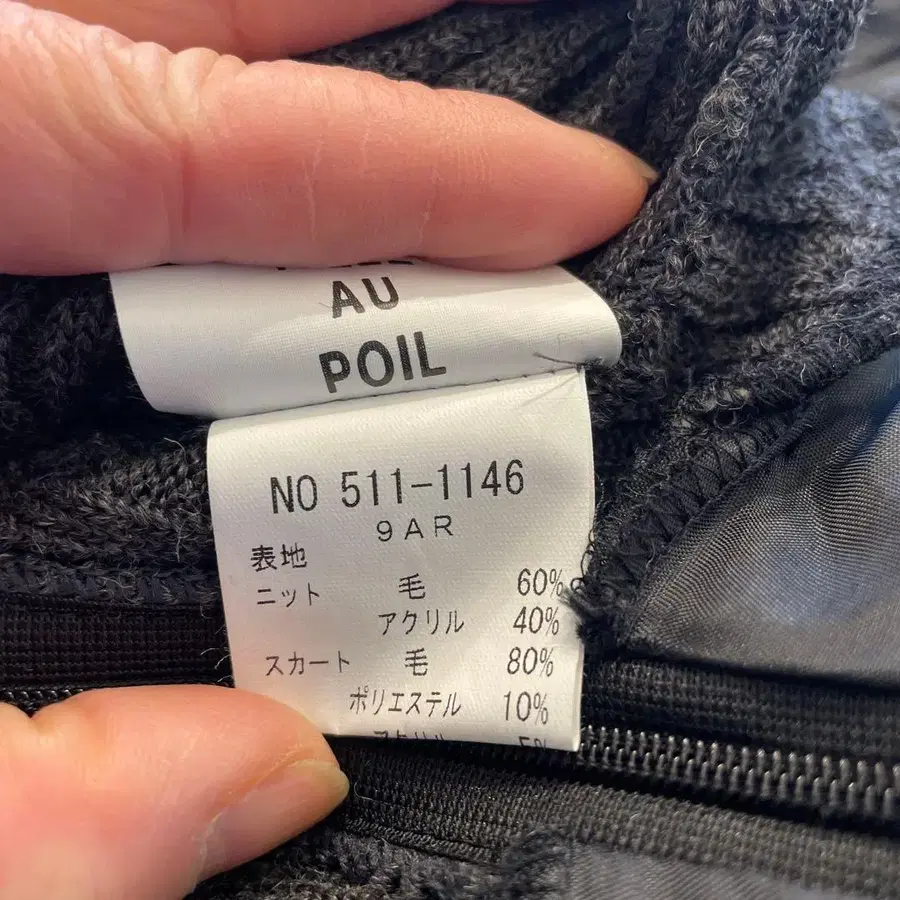 AU
POIL
NO 511-1146
9AR
表地
ニット 毛 60%
アクリル 40%
スカート 毛 80%
ポリエステル 10%